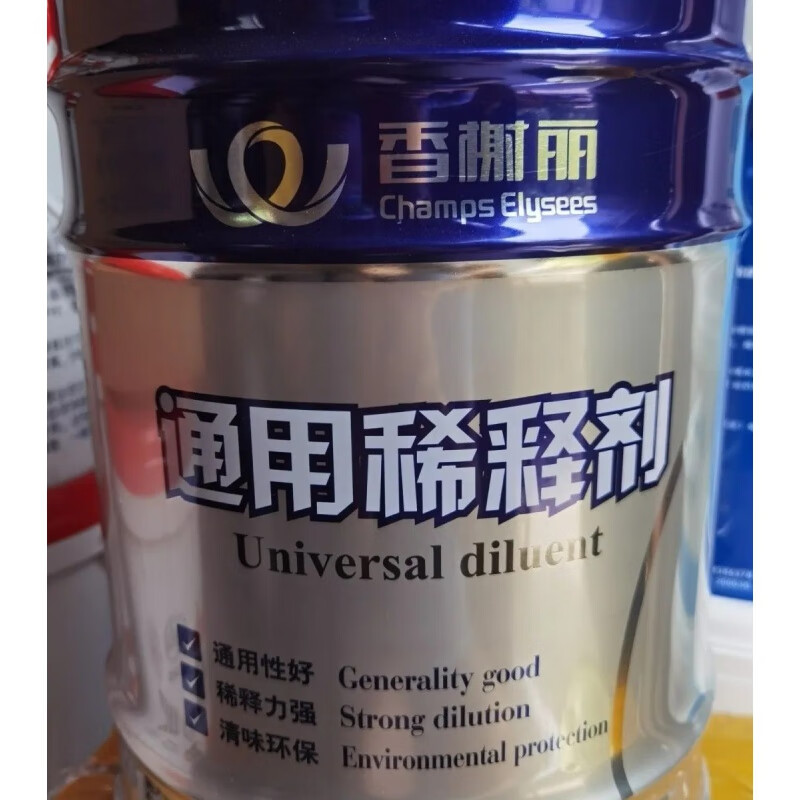 香榭丽
Champs Elysees
通用稀释剂
Universal diluent
通用性好 Generality good
稀释力强 Strong dilution
清味环保 Environmental protection